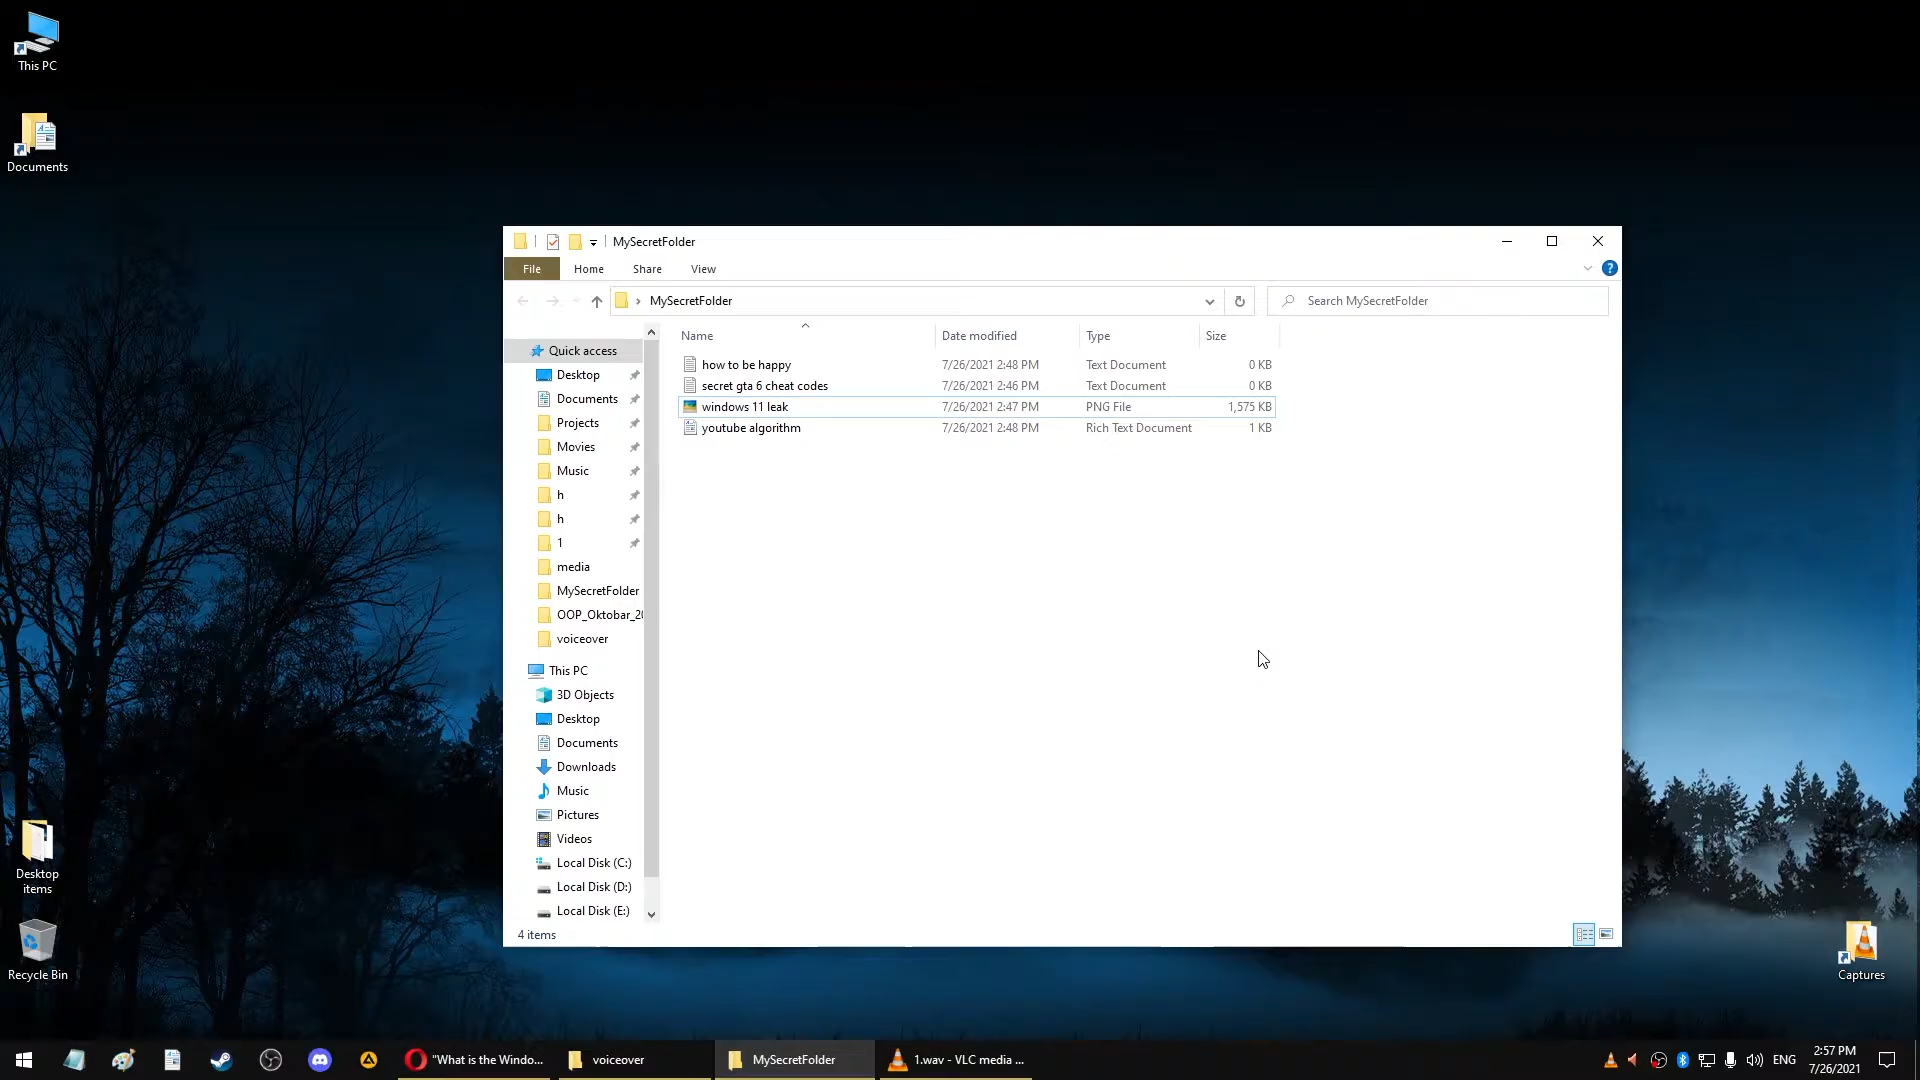 This PC
Documents
Desktop
items
Recycle Bin
Captures
MySecretFolder
File
Home
Share
View
MySecretFolder
Search MySecretFolder
Name
Date modified
Type
Size
how to be happy
7/26/2021 2:48 PM
Text Document
0 KB
secret gta 6 cheat codes
7/26/2021 2:46 PM
Text Document
0 KB
windows 11 leak
7/26/2021 2:47 PM
PNG File
1,575 KB
youtube algorithm
7/26/2021 2:48 PM
Rich Text Document
1 KB
Quick access
Desktop
Documents
Projects
Movies
Music
h
h
1
media
MySecretFolder
OOP_Oktobar_20
voiceover
This PC
3D Objects
Desktop
Documents
Downloads
Music
Pictures
Videos
Local Disk (C:)
Local Disk (D:)
Local Disk (E:)
4 items
"What is the Windo...
voiceover
MySecretFolder
1.wav - VLC media ...
ENG
2:57 PM
7/26/2021